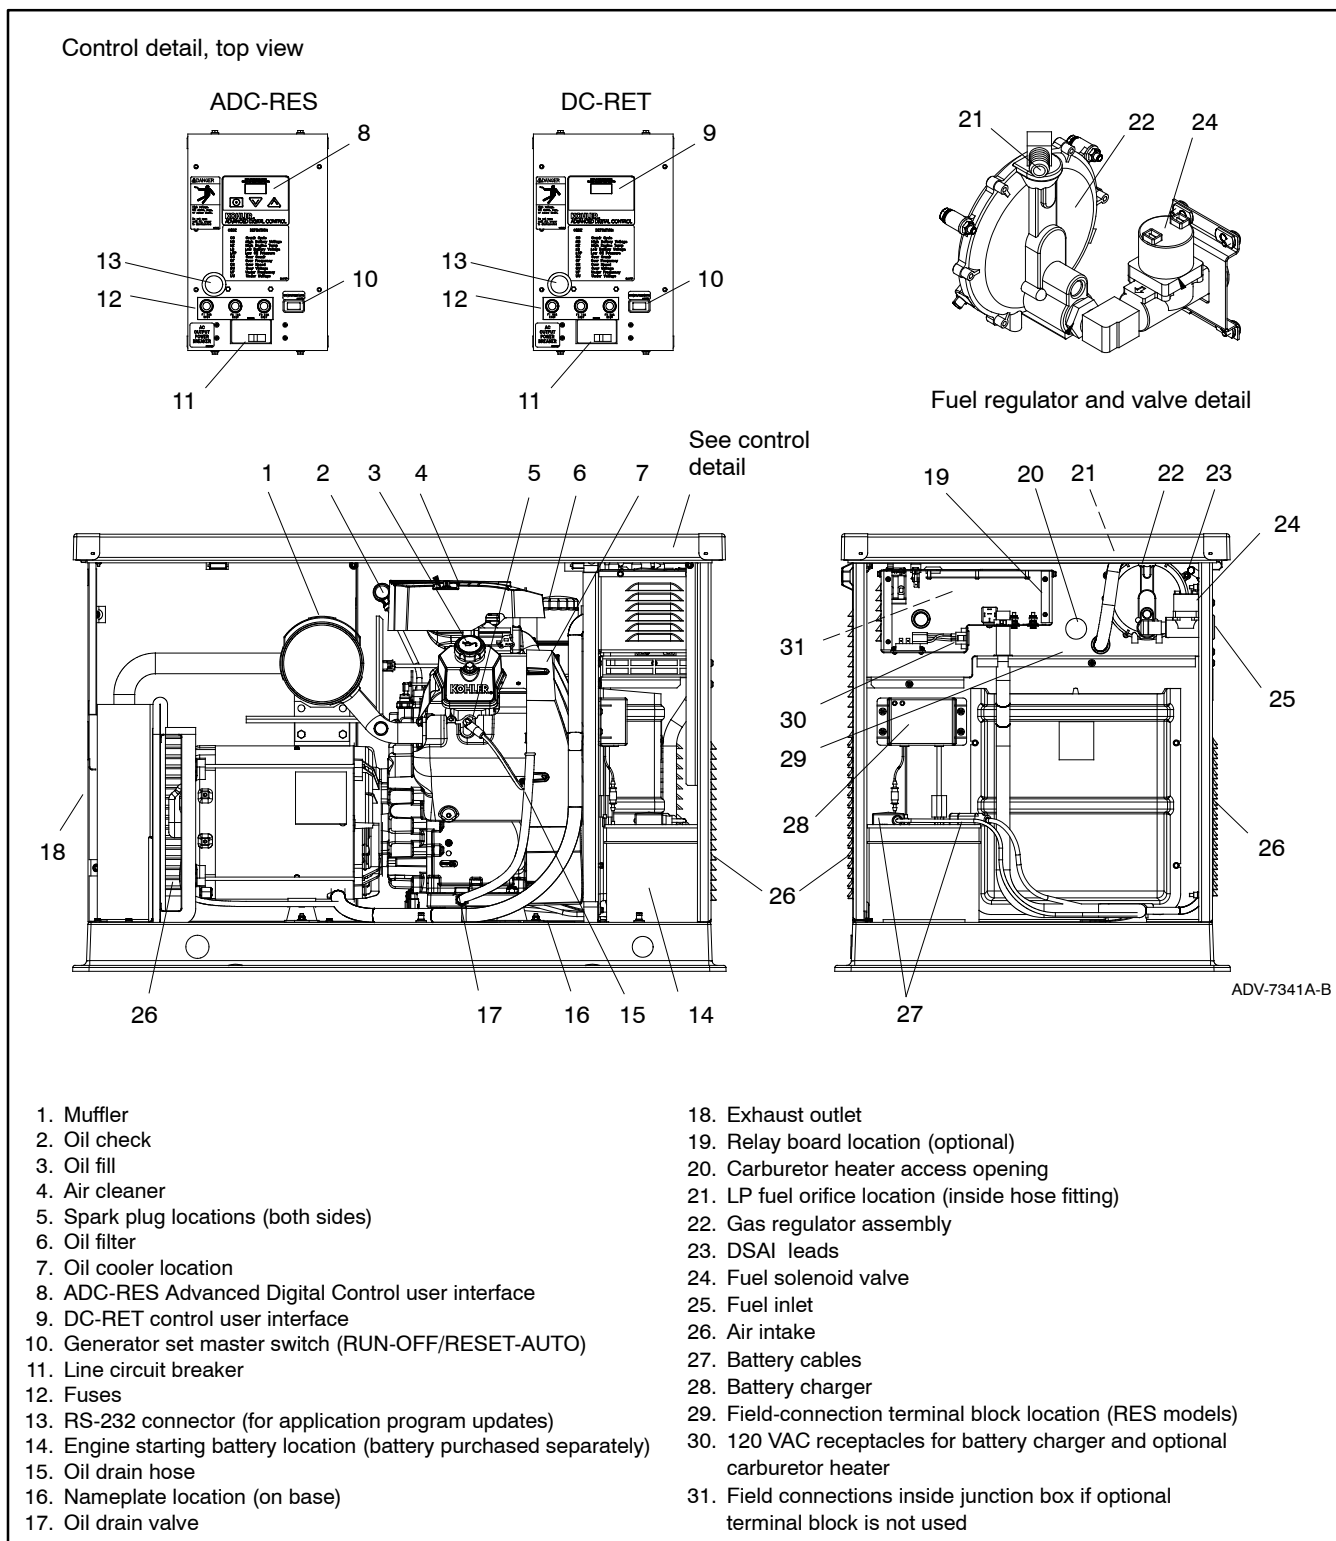 Control detail, top view
ADC-RES
DC-RET
8
9
21
22
24
13
12
10
13
12
10
11
11
Fuel regulator and valve detail
See control
detail
1
2
3
4
5
6
7
19
20
21
22
23
24
KOHLER
31
30
29
28
25
18
26
26
26
17
16
15
14
27
ADV-7341A-B
1. Muffler
2. Oil check
3. Oil fill
4. Air cleaner
5. Spark plug locations (both sides)
6. Oil filter
7. Oil cooler location
8. ADC-RES Advanced Digital Control user interface
9. DC-RET control user interface
10. Generator set master switch (RUN-OFF/RESET-AUTO)
11. Line circuit breaker
12. Fuses
13. RS-232 connector (for application program updates)
14. Engine starting battery location (battery purchased separately)
15. Oil drain hose
16. Nameplate location (on base)
17. Oil drain valve
18. Exhaust outlet
19. Relay board location (optional)
20. Carburetor heater access opening
21. LP fuel orifice location (inside hose fitting)
22. Gas regulator assembly
23. DSAI leads
24. Fuel solenoid valve
25. Fuel inlet
26. Air intake
27. Battery cables
28. Battery charger
29. Field-connection terminal block location (RES models)
30. 120 VAC receptacles for battery charger and optional
carburetor heater
31. Field connections inside junction box if optional
terminal block is not used